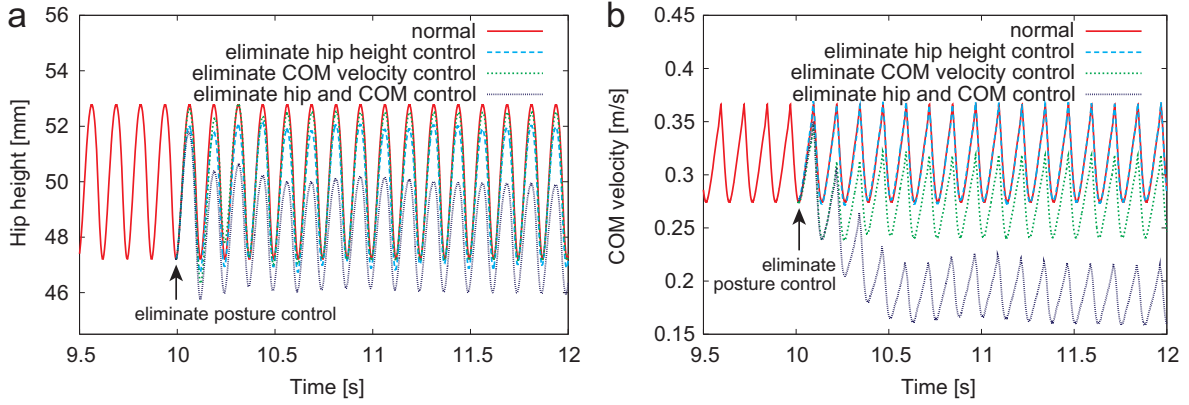 a
56
54
52
50
48
46
Hip height [mm]
normal
eliminate hip height control
eliminate COM velocity control
eliminate hip and COM control
eliminate posture control
9.5 10 10.5 11 11.5 12
Time [s]
b
0.45
0.4
0.35
0.3
0.25
0.2
0.15
COM velocity [m/s]
normal
eliminate hip height control
eliminate COM velocity control
eliminate hip and COM control
eliminate
posture control
9.5 10 10.5 11 11.5 12
Time [s]